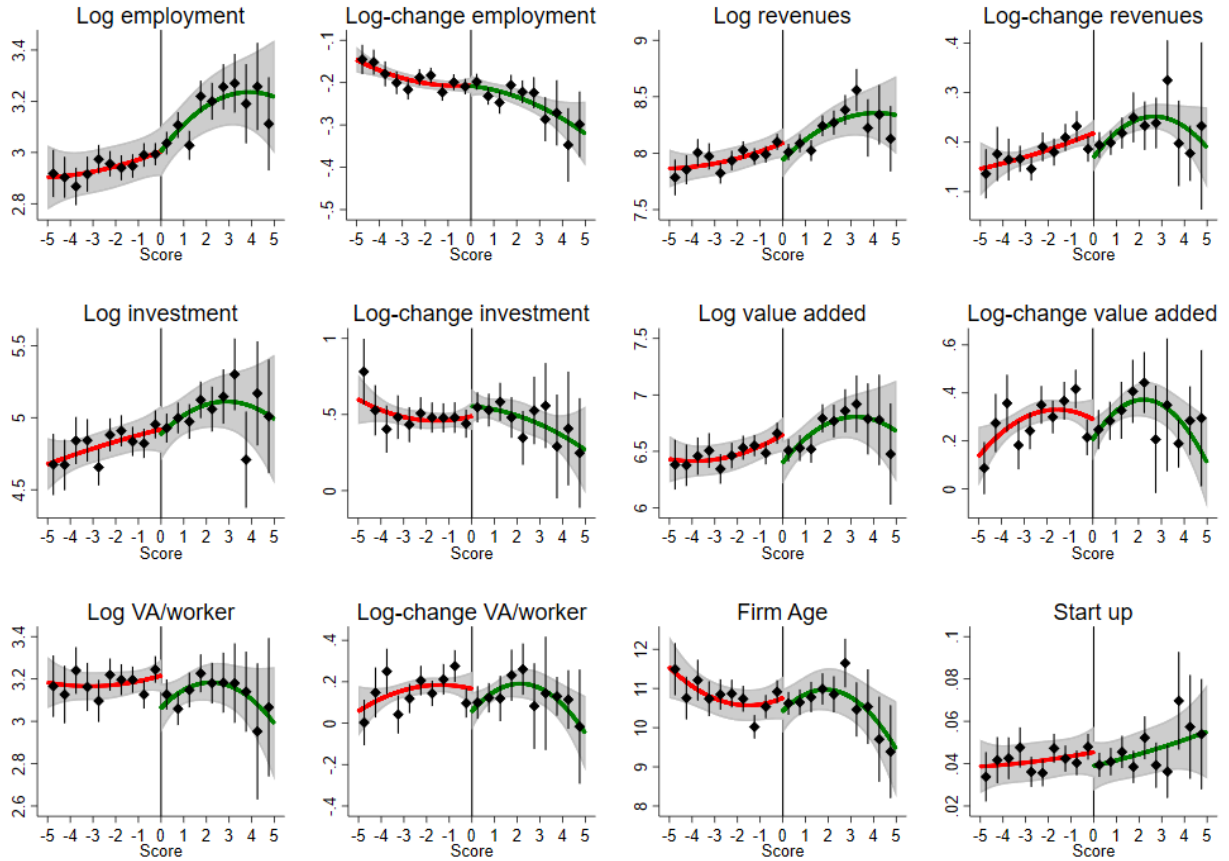 Log employment
3.4
3.2
3
2.8
-5 -4 -3 -2 -1 0 1 2 3 4 5
Score
Log-change employment
-.1
-.2
-.3
-.4
-.5
-5 -4 -3 -2 -1 0 1 2 3 4 5
Score
Log revenues
9
8.5
8
7.5
-5 -4 -3 -2 -1 0 1 2 3 4 5
Score
Log-change revenues
.4
.3
.2
.1
-5 -4 -3 -2 -1 0 1 2 3 4 5
Score
Log investment
5.5
5
4.5
-5 -4 -3 -2 -1 0 1 2 3 4 5
Score
Log-change investment
1
.5
0
-5 -4 -3 -2 -1 0 1 2 3 4 5
Score
Log value added
7.5
7
6.5
6
-5 -4 -3 -2 -1 0 1 2 3 4 5
Score
Log-change value added
.6
.4
.2
0
-5 -4 -3 -2 -1 0 1 2 3 4 5
Score
Log VA/worker
3.4
3.2
3
2.8
2.6
-5 -4 -3 -2 -1 0 1 2 3 4 5
Score
Log-change VA/worker
.4
.2
0
-.2
-.4
-5 -4 -3 -2 -1 0 1 2 3 4 5
Score
Firm Age
12
11
10
9
8
-5 -4 -3 -2 -1 0 1 2 3 4 5
Score
Start up
.1
.08
.06
.04
.02
-5 -4 -3 -2 -1 0 1 2 3 4 5
Score